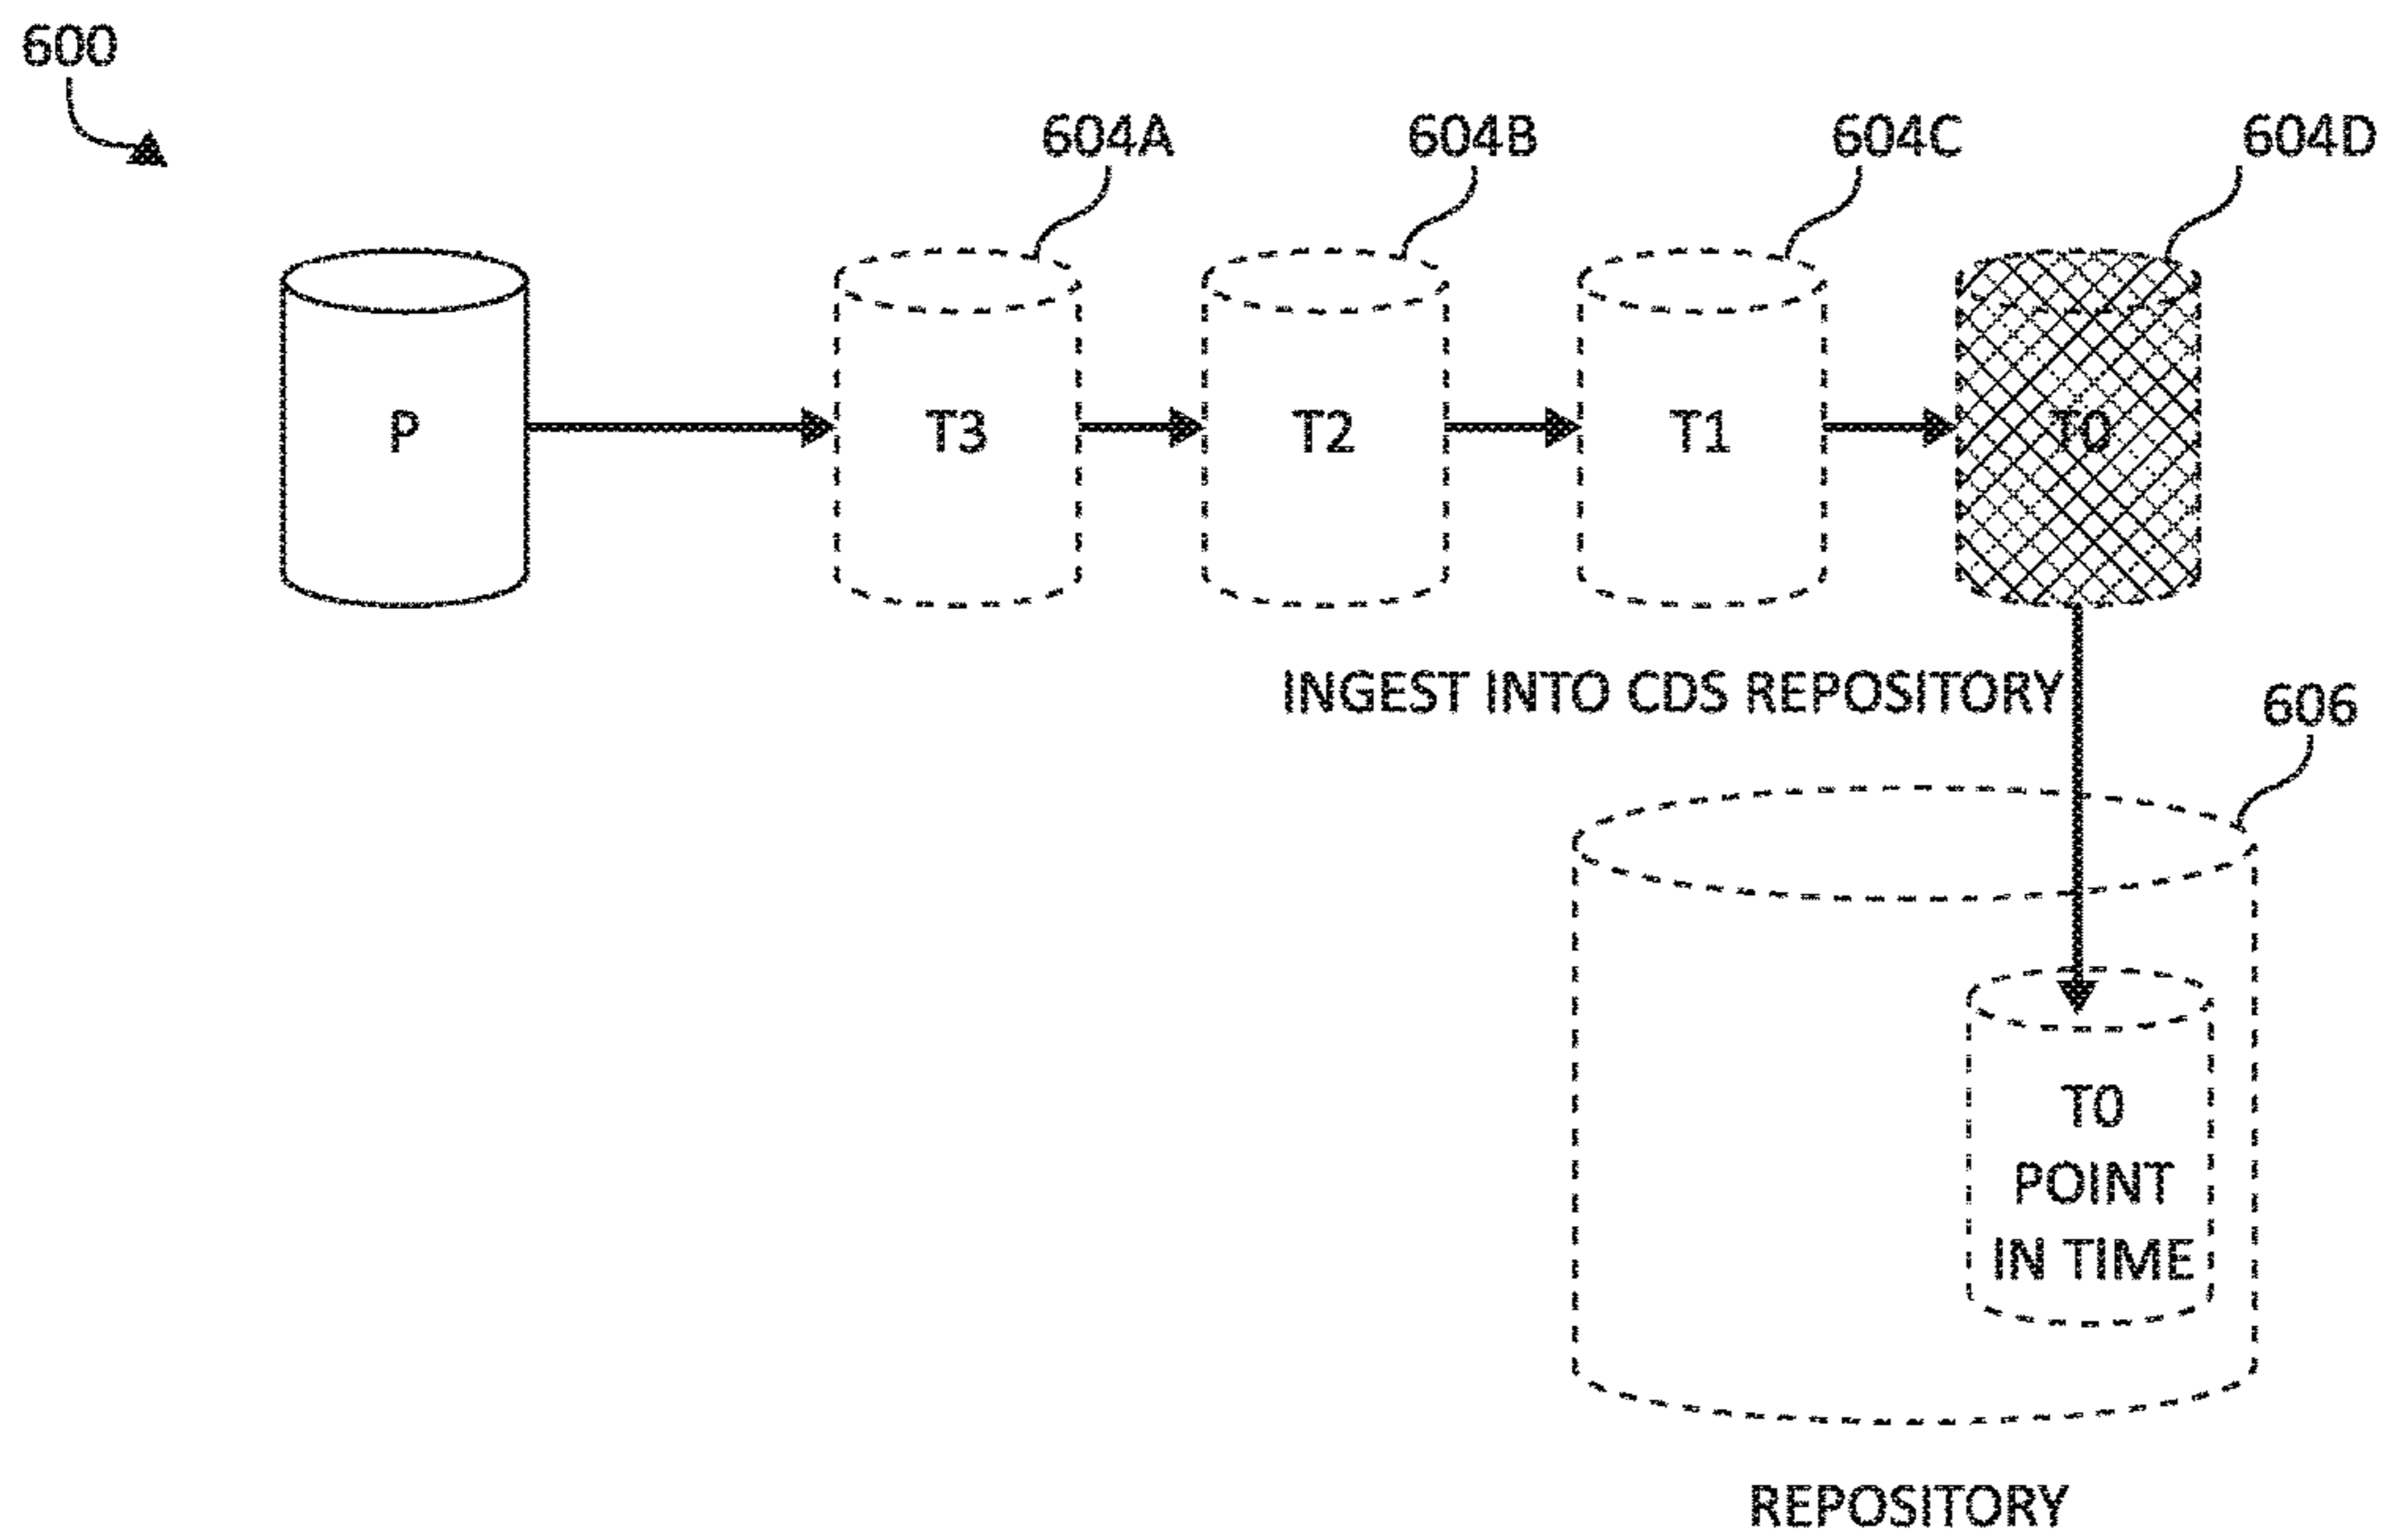 600
604A
604B
604C
604D
P
T3
T2
T1
T0
INGEST INTO CDS REPOSITORY
606
T0
POINT
IN TIME
REPOSITORY